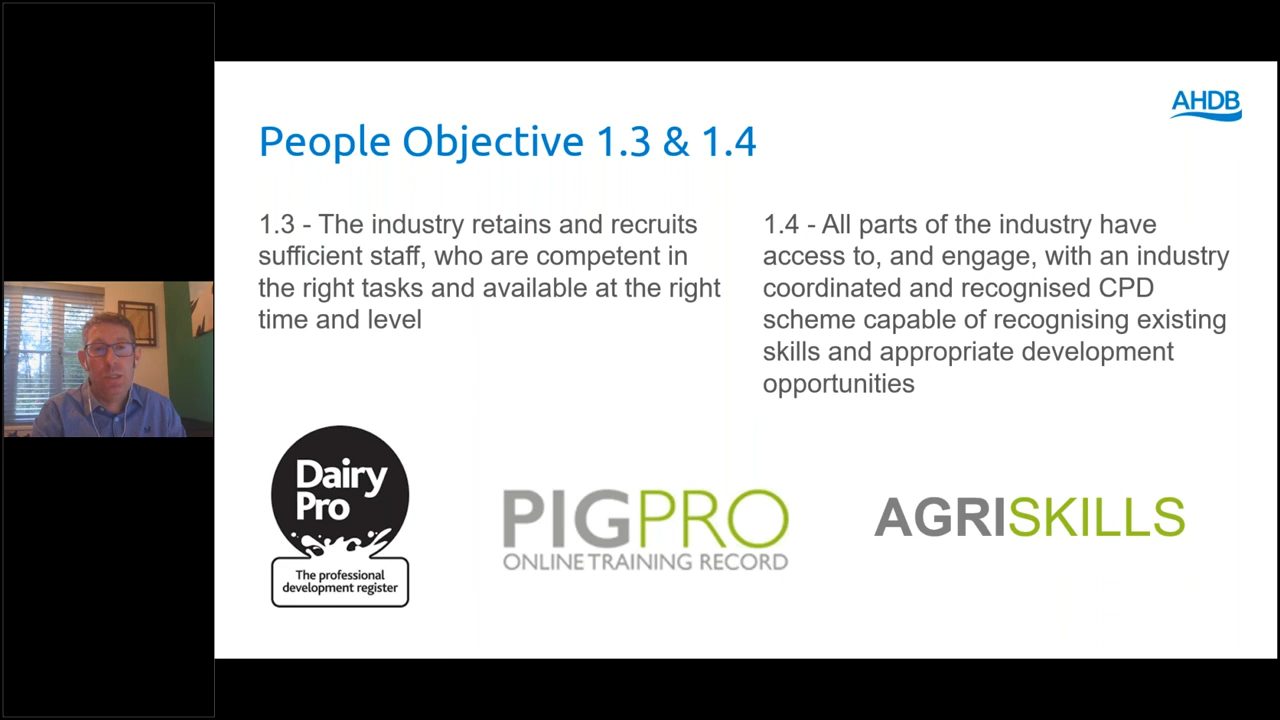 AHDB
People Objective 1.3 & 1.4
1.3 - The industry retains and recruits
sufficient staff, who are competent in
the right tasks and available at the right
time and level
1.4 - All parts of the industry have
access to, and engage, with an industry
coordinated and recognised CPD
scheme capable of recognising existing
skills and appropriate development
opportunities
Dairy
Pro
The professional
development register
PIGPRO
ONLINE TRAINING RECORD
AGRISKILLS